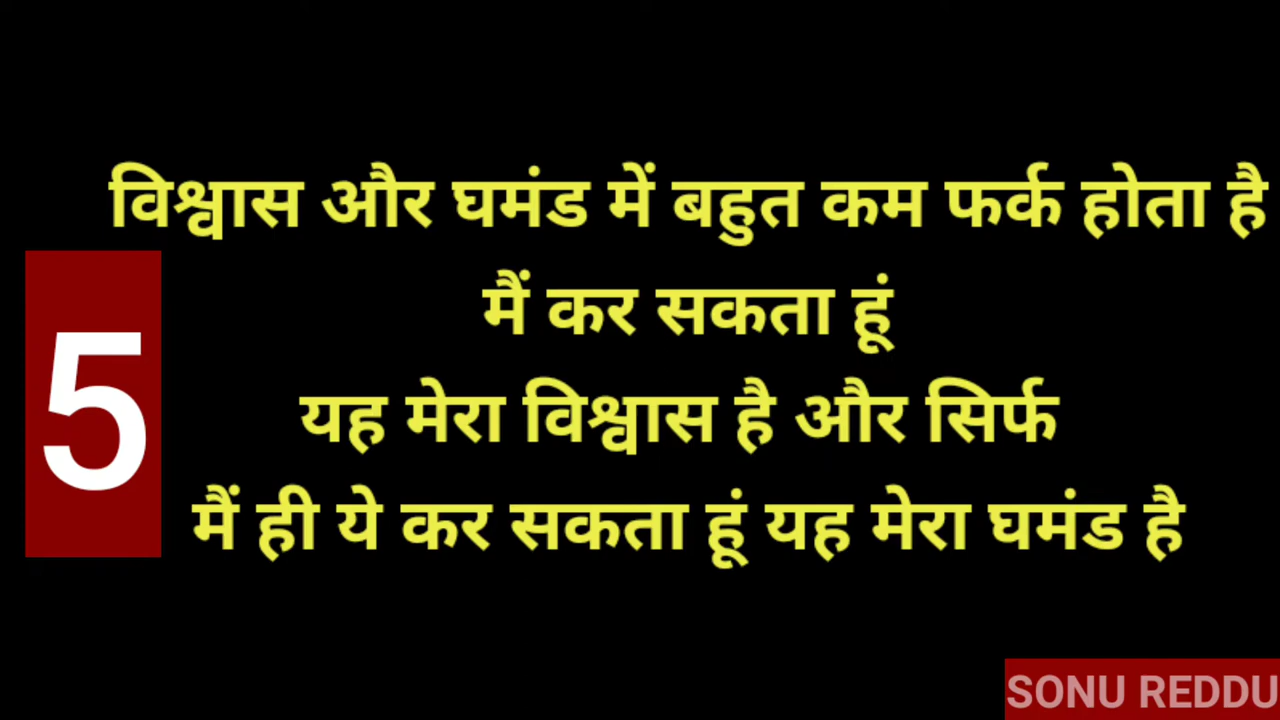 विश्वास और घमंड में बहुत कम फर्क होता है
मैं कर सकता हूं
यह मेरा विश्वास है और सिर्फ
मैं ही ये कर सकता हूं यह मेरा घमंड है
5
SONU REDDU